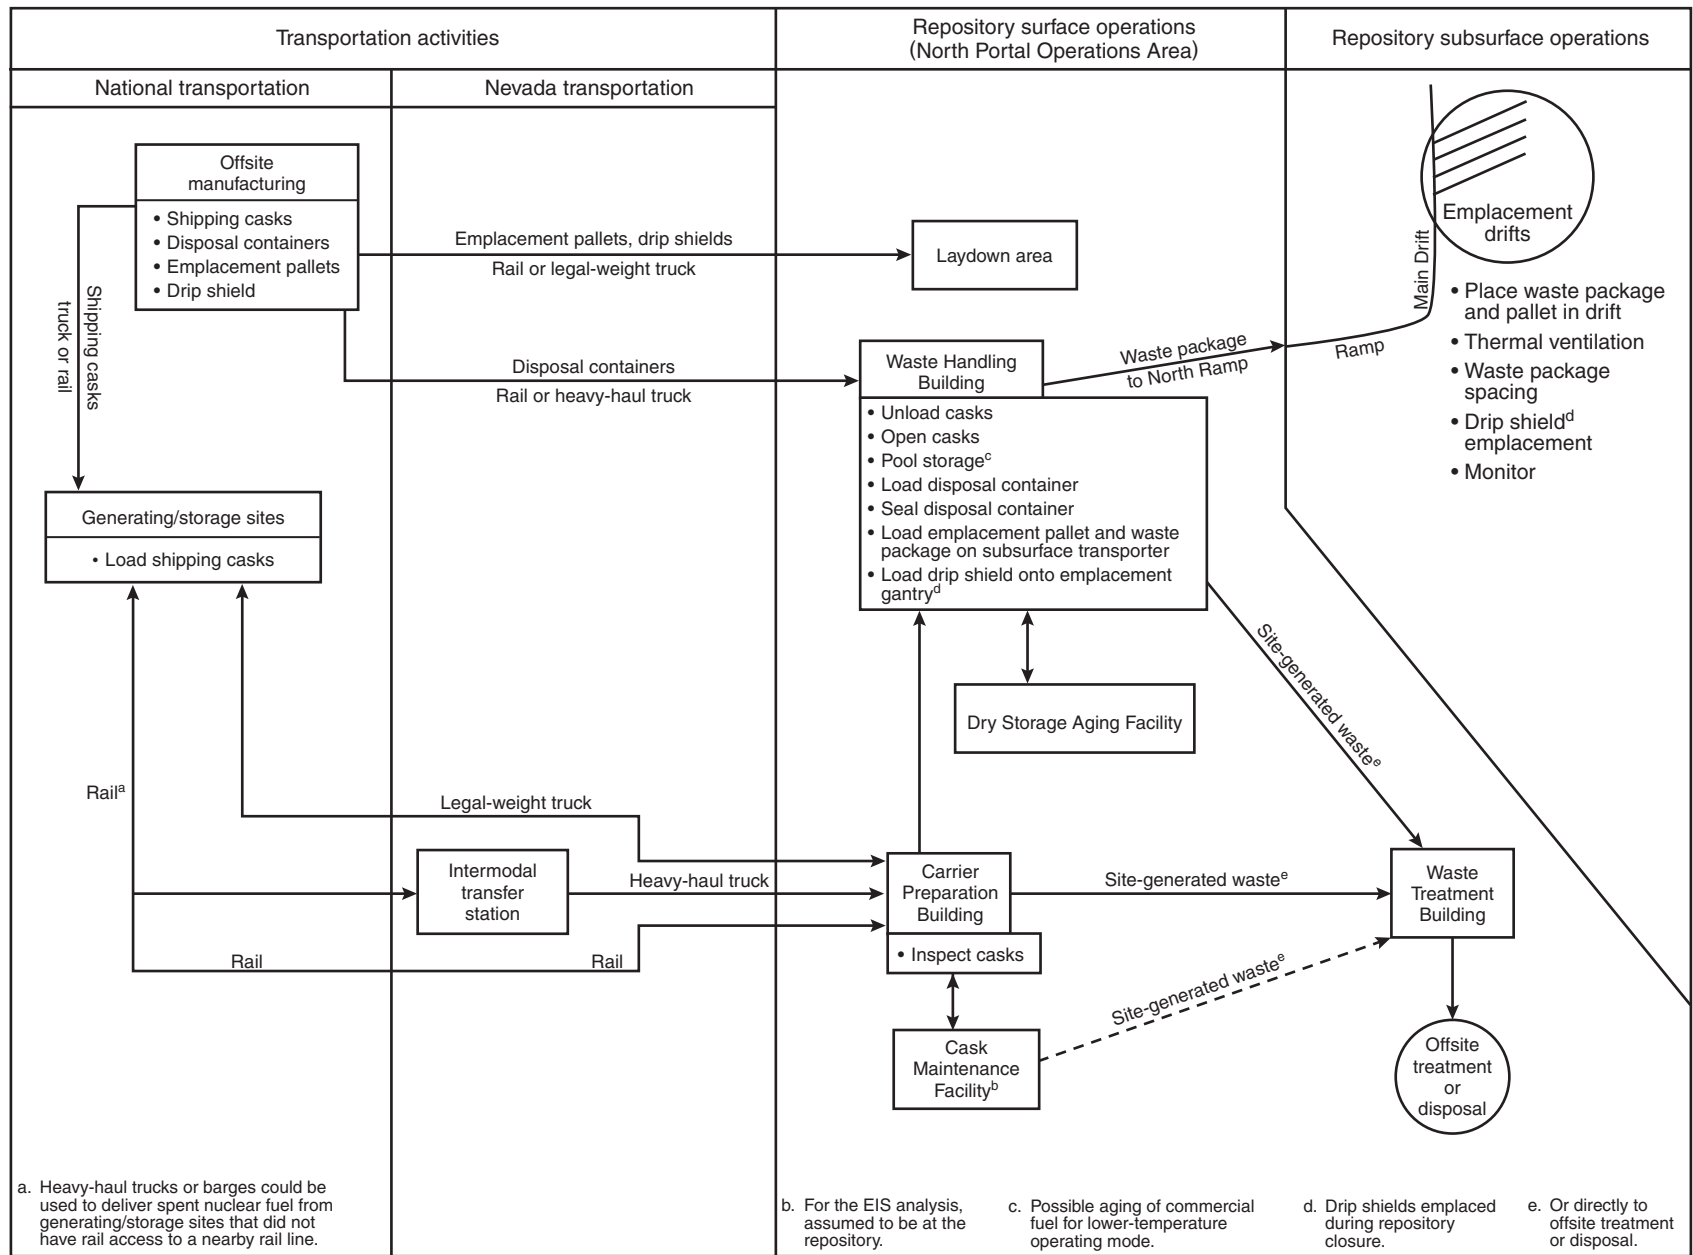 Transportation activities
Repository surface operations
(North Portal Operations Area)
Repository subsurface operations
National transportation
Nevada transportation
Offsite
manufacturing
• Shipping casks
• Disposal containers
• Emplacement pallets
• Drip shield
Shipping casks
truck or rail
Emplacement pallets, drip shields
Rail or legal-weight truck
Laydown area
Disposal containers
Rail or heavy-haul truck
Generating/storage sites
• Load shipping casks
Waste Handling
Building
• Unload casks
• Open casks
• Pool storagec
• Load disposal container
• Seal disposal container
• Load emplacement pallet and waste
package on subsurface transporter
• Load drip shield onto emplacement
gantryd
Waste package
to North Ramp
Ramp
Main Drift
Emplacement
drifts
• Place waste package
and pallet in drift
• Thermal ventilation
• Waste package
spacing
• Drip shieldd
emplacement
• Monitor
Dry Storage Aging Facility
Site-generated wastee
Raila
Legal-weight truck
Intermodal
transfer
station
Heavy-haul truck
Rail
Rail
Carrier
Preparation
Building
• Inspect casks
Site-generated wastee
Waste
Treatment
Building
Site-generated wastee
Cask
Maintenance
Facilityb
Offsite
treatment
or
disposal
a. Heavy-haul trucks or barges could be
used to deliver spent nuclear fuel from
generating/storage sites that did not
have rail access to a nearby rail line.
b. For the EIS analysis,
assumed to be at the
repository.
c. Possible aging of commercial
fuel for lower-temperature
operating mode.
d. Drip shields emplaced
during repository
closure.
e. Or directly to
offsite treatment
or disposal.